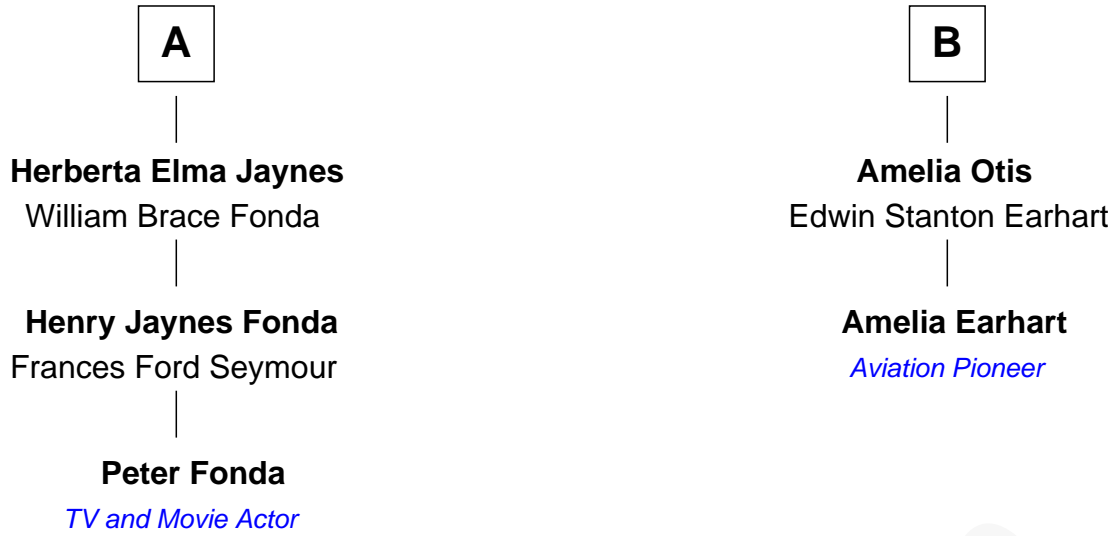 A
B
Herberta Elma Jaynes
William Brace Fonda
Amelia Otis
Edwin Stanton Earhart
Henry Jaynes Fonda
Frances Ford Seymour
Amelia Earhart
Aviation Pioneer
Peter Fonda
TV and Movie Actor